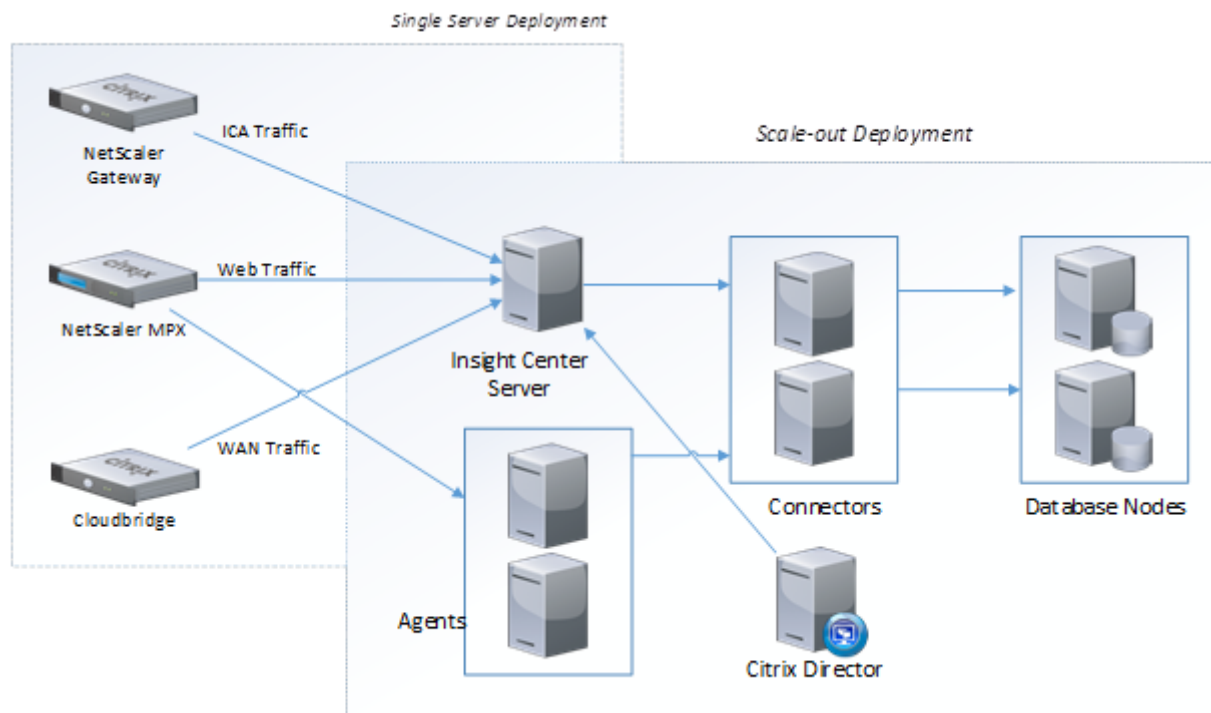 Single Server Deployment
CITRIX
ICA Traffic
NetScaler
Gateway
Scale-out Deployment
CITRIX
Web Traffic
NetScaler MPX
Insight Center
Server
CITRIX
WAN Traffic
Cloudbridge
Connectors
Database Nodes
Agents
Citrix Director